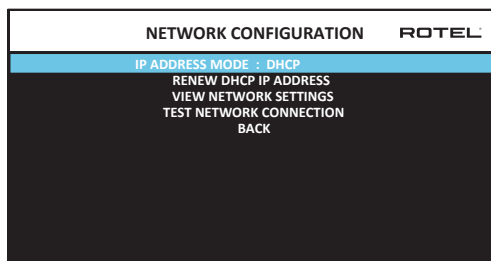 NETWORK CONFIGURATION ROTEL
IP ADDRESS MODE : DHCP
RENEW DHCP IP ADDRESS
VIEW NETWORK SETTINGS
TEST NETWORK CONNECTION
BACK